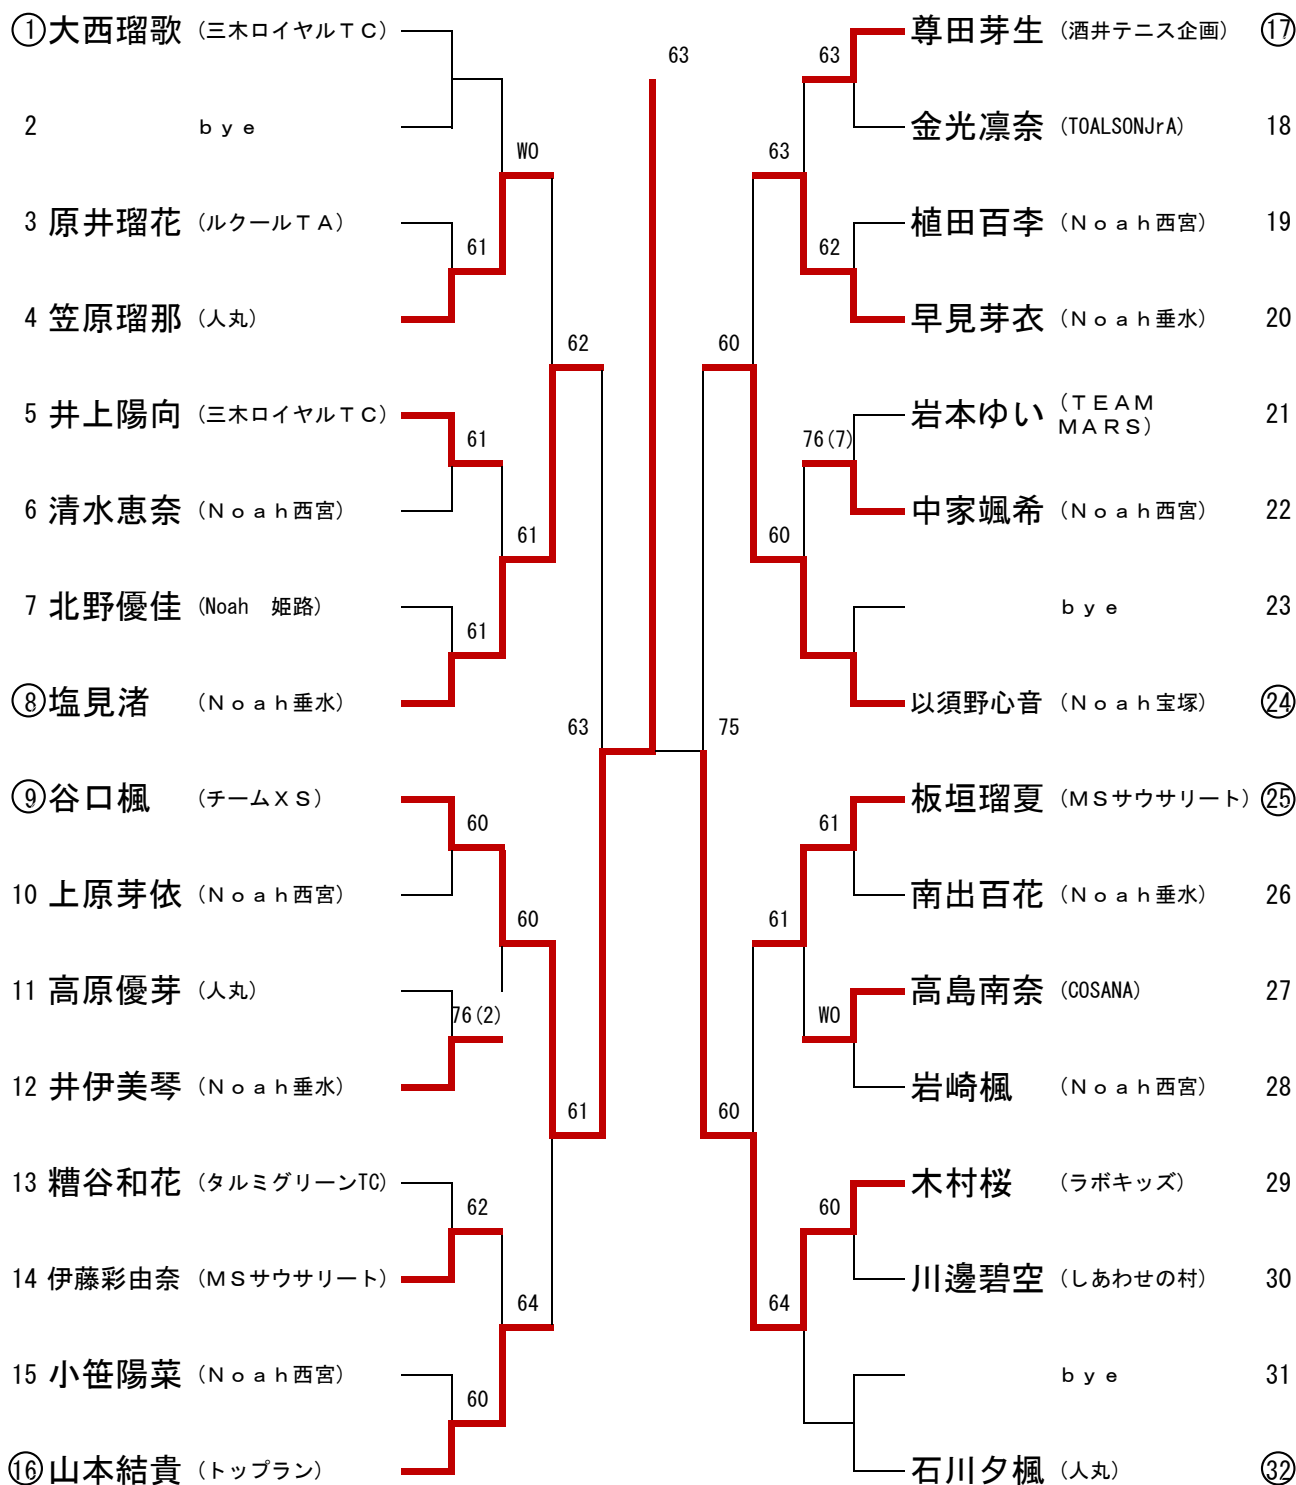 ① 大西瑠歌 (三木ロイヤルＴＣ)
2 ｂｙｅ
WO
3 原井瑠花 (ルクールＴＡ)
61
4 笠原瑠那 (人丸)
62
5 井上陽向 (三木ロイヤルＴＣ)
61
6 清水恵奈 (Ｎｏａｈ西宮)
61
7 北野優佳 (Noah　姫路)
61
⑧ 塩見渚 (Ｎｏａｈ垂水)
63
⑨ 谷口楓 (チームＸＳ)
60
10 上原芽依 (Ｎｏａｈ西宮)
60
11 高原優芽 (人丸)
76(2)
12 井伊美琴 (Ｎｏａｈ垂水)
61
13 糟谷和花 (タルミグリーンTC)
62
14 伊藤彩由奈 (ＭＳサウサリート)
64
15 小笹陽菜 (Ｎｏａｈ西宮)
60
⑯ 山本結貴 (トップラン)
63
尊田芽生 (酒井テニス企画) ⑰
63
金光凛奈 (TOALSONJrA) 18
63
植田百李 (Ｎｏａｈ西宮) 19
62
早見芽衣 (Ｎｏａｈ垂水) 20
60
岩本ゆい (ＴＥＡＭ
ＭＡＲＳ) 21
76(7)
中家颯希 (Ｎｏａｈ西宮) 22
60
ｂｙｅ 23
以須野心音 (Ｎｏａｈ宝塚) ㉔
75
板垣瑠夏 (ＭＳサウサリート) ㉕
61
南出百花 (Ｎｏａｈ垂水) 26
61
高島南奈 (COSANA) 27
WO
岩崎楓 (Ｎｏａｈ西宮) 28
60
木村桜 (ラボキッズ) 29
60
川邊碧空 (しあわせの村) 30
64
ｂｙｅ 31
石川夕楓 (人丸) ㉜